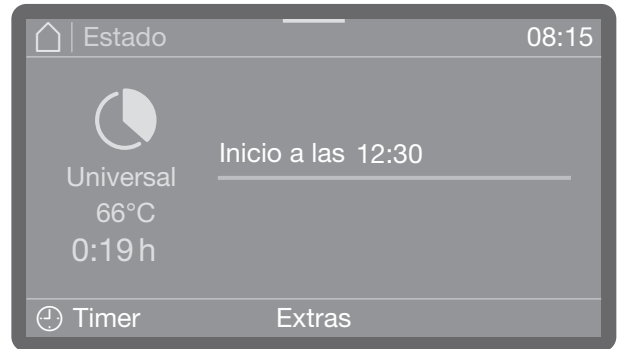 Estado 08:15
Inicio a las 12:30
Universal
66°C
0:19 h
Timer Extras